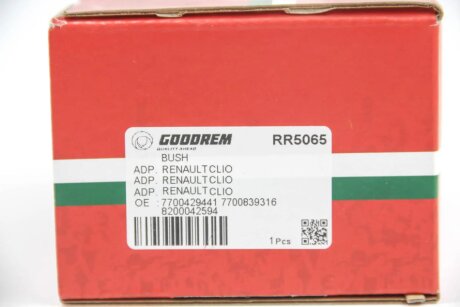 GOODREM RR5065
QUALITY AHEAD
BUSH
ADP. RENAULT CLIO
ADP. RENAULT CLIO
ADP. RENAULT CLIO
OE : 7700429441 7700839316
8200042594
1 Pcs